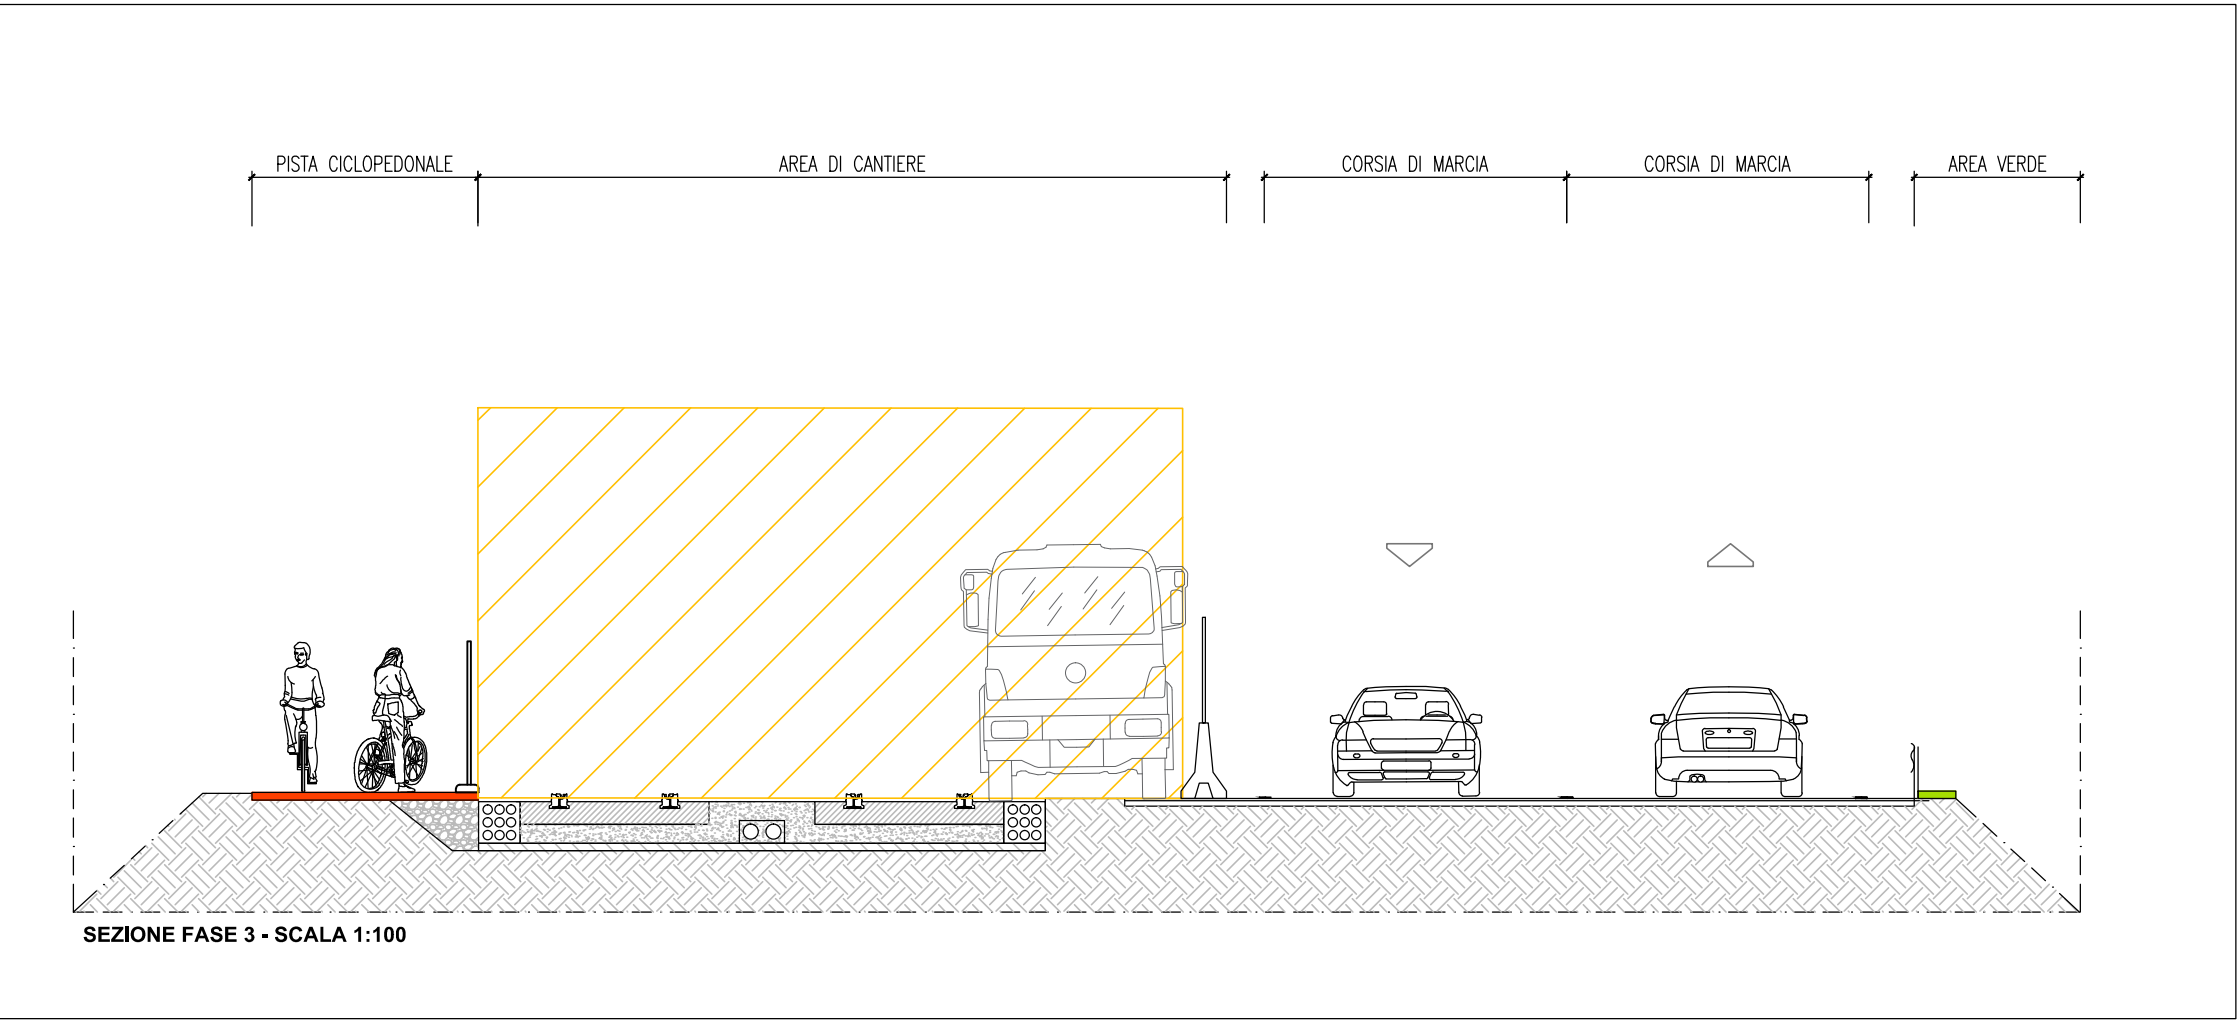 PISTA CICLOPEDONALE
AREA DI CANTIERE
CORSIA DI MARCIA
CORSIA DI MARCIA
AREA VERDE
SEZIONE FASE 3 - SCALA 1:100